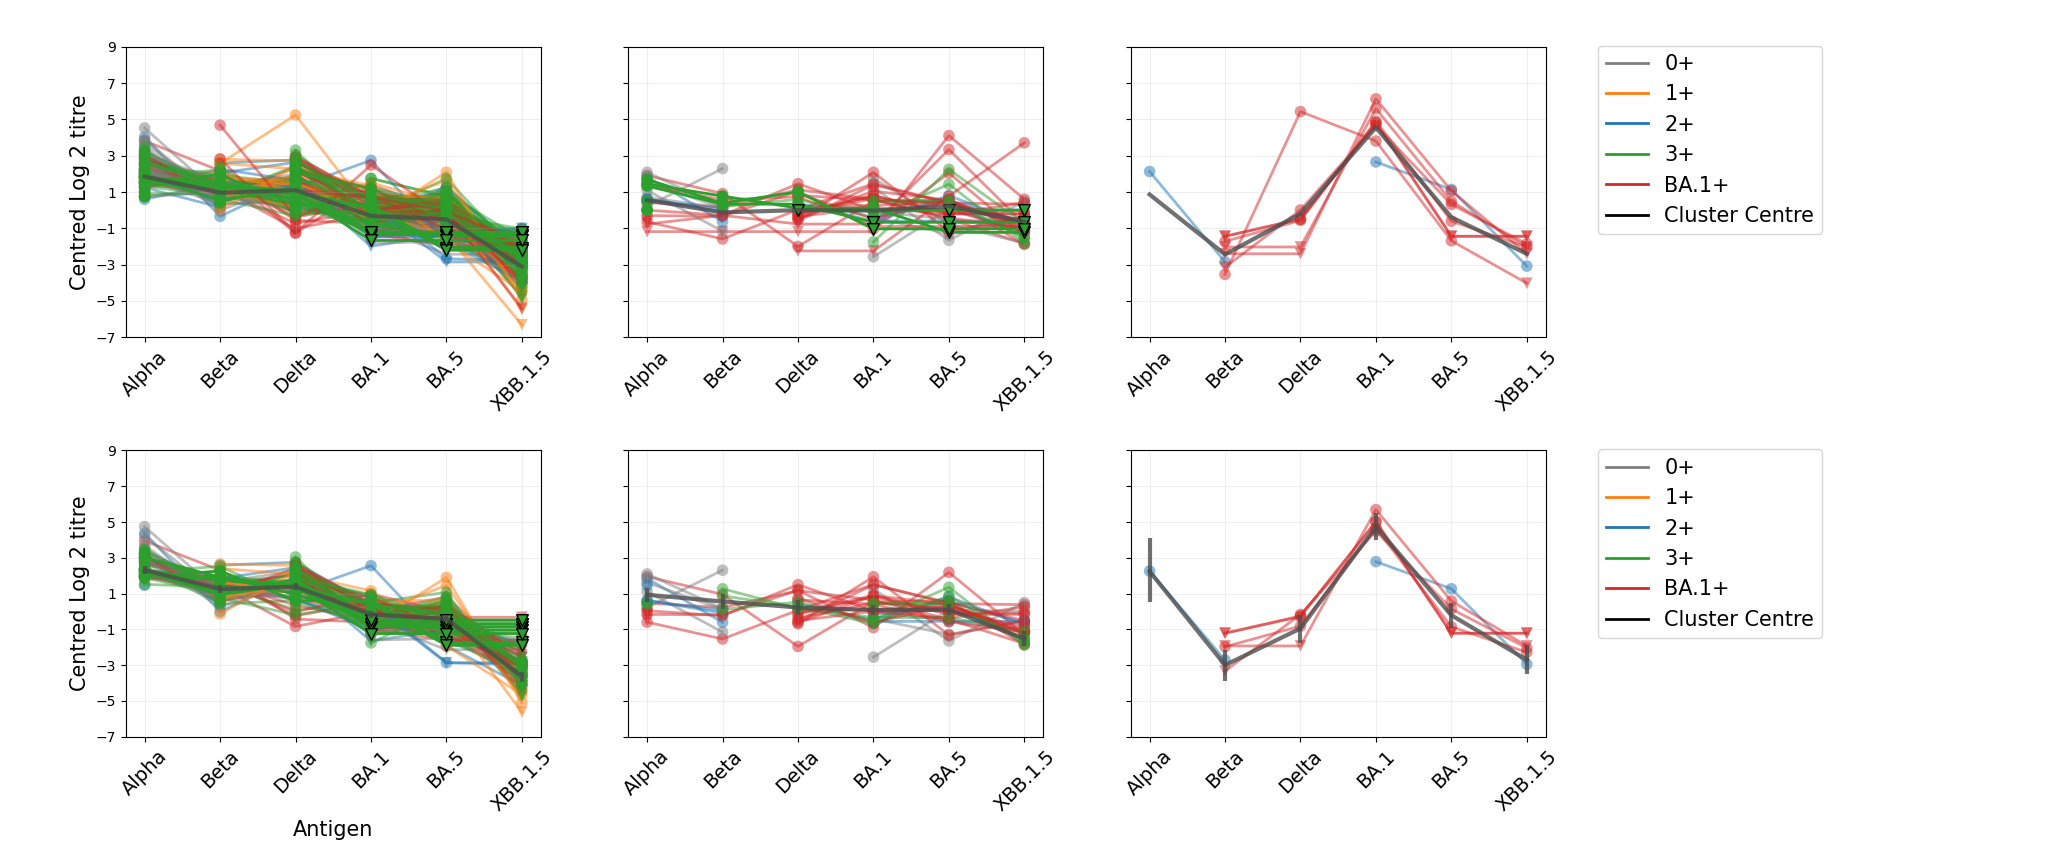 Centred Log 2 titre
9
7
5
3
1
−1
−3
−5
−7
Alpha
Beta
Delta
BA.1
BA.5
XBB.1.5
Alpha
Beta
Delta
BA.1
BA.5
XBB.1.5
Alpha
Beta
Delta
BA.1
BA.5
XBB.1.5
0+
1+
2+
3+
BA.1+
Cluster Centre
Centred Log 2 titre
9
7
5
3
1
−1
−3
−5
−7
Alpha
Beta
Delta
BA.1
BA.5
XBB.1.5
Antigen
Alpha
Beta
Delta
BA.1
BA.5
XBB.1.5
Alpha
Beta
Delta
BA.1
BA.5
XBB.1.5
0+
1+
2+
3+
BA.1+
Cluster Centre